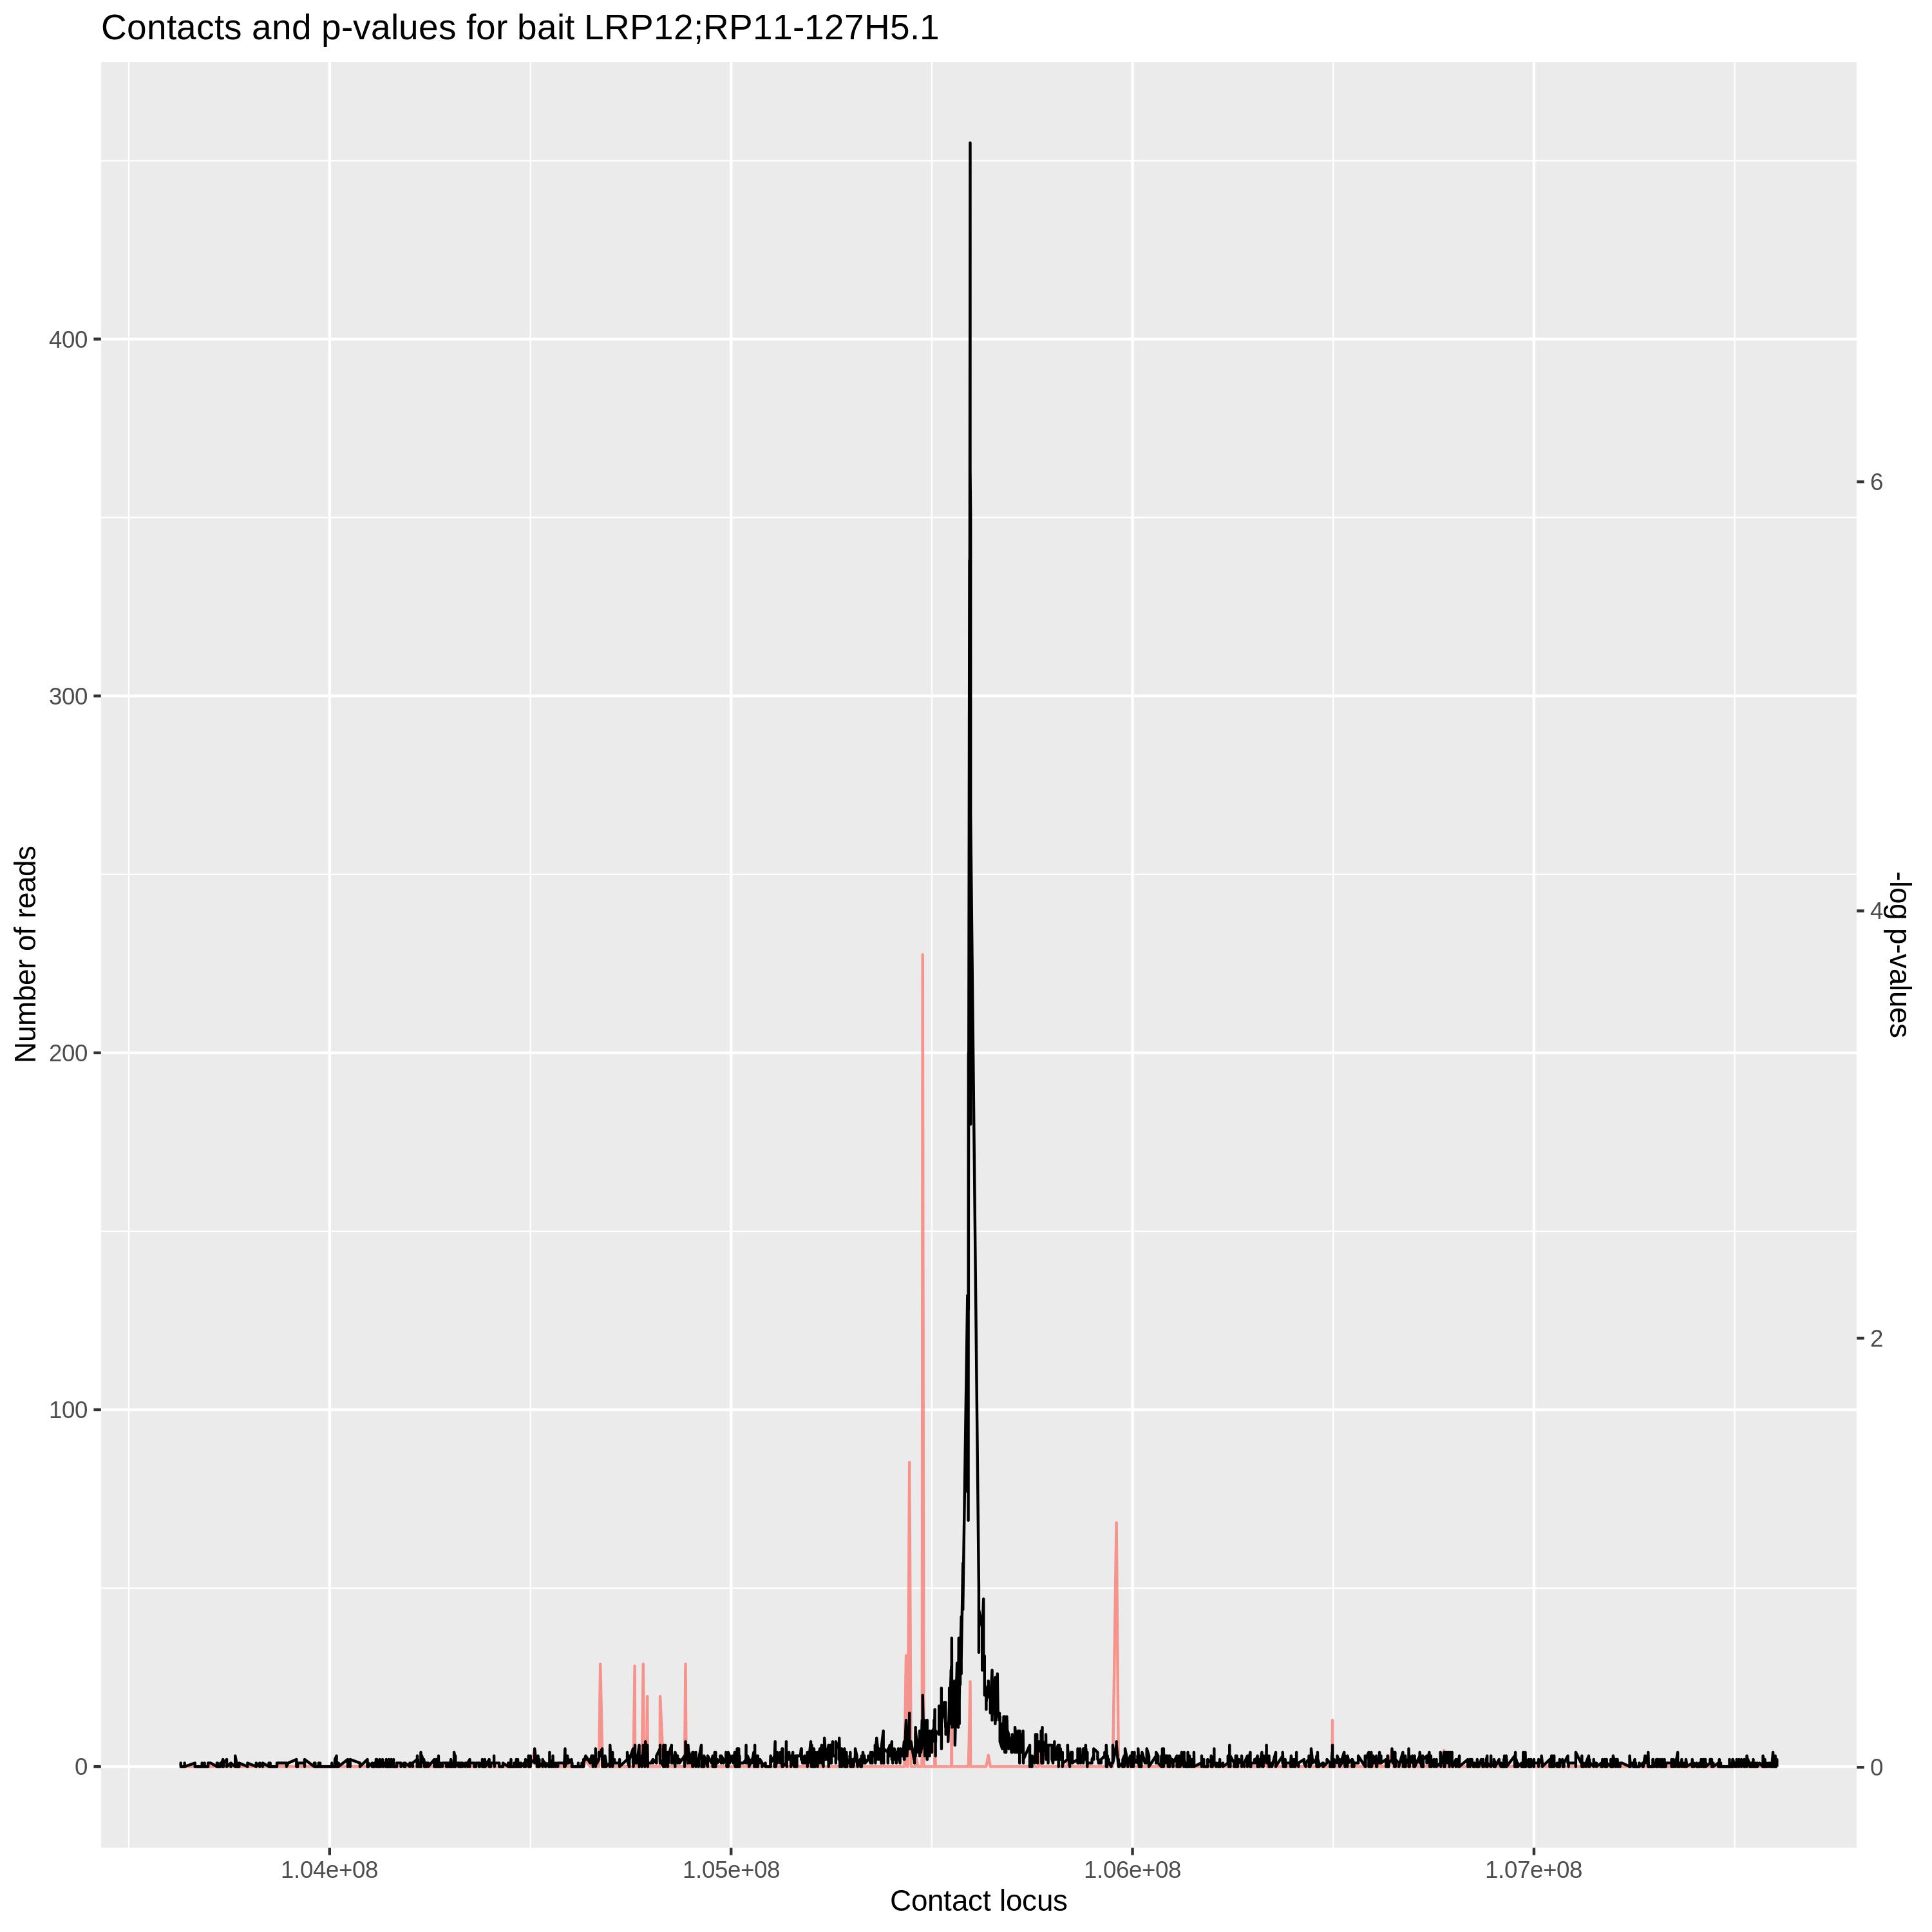 Contacts and p-values for bait LRP12;RP11-127H5.1
Number of reads
400
300
200
100
0
6
4
2
0
-log p-values
1.04e+08 1.05e+08 1.06e+08 1.07e+08
Contact locus